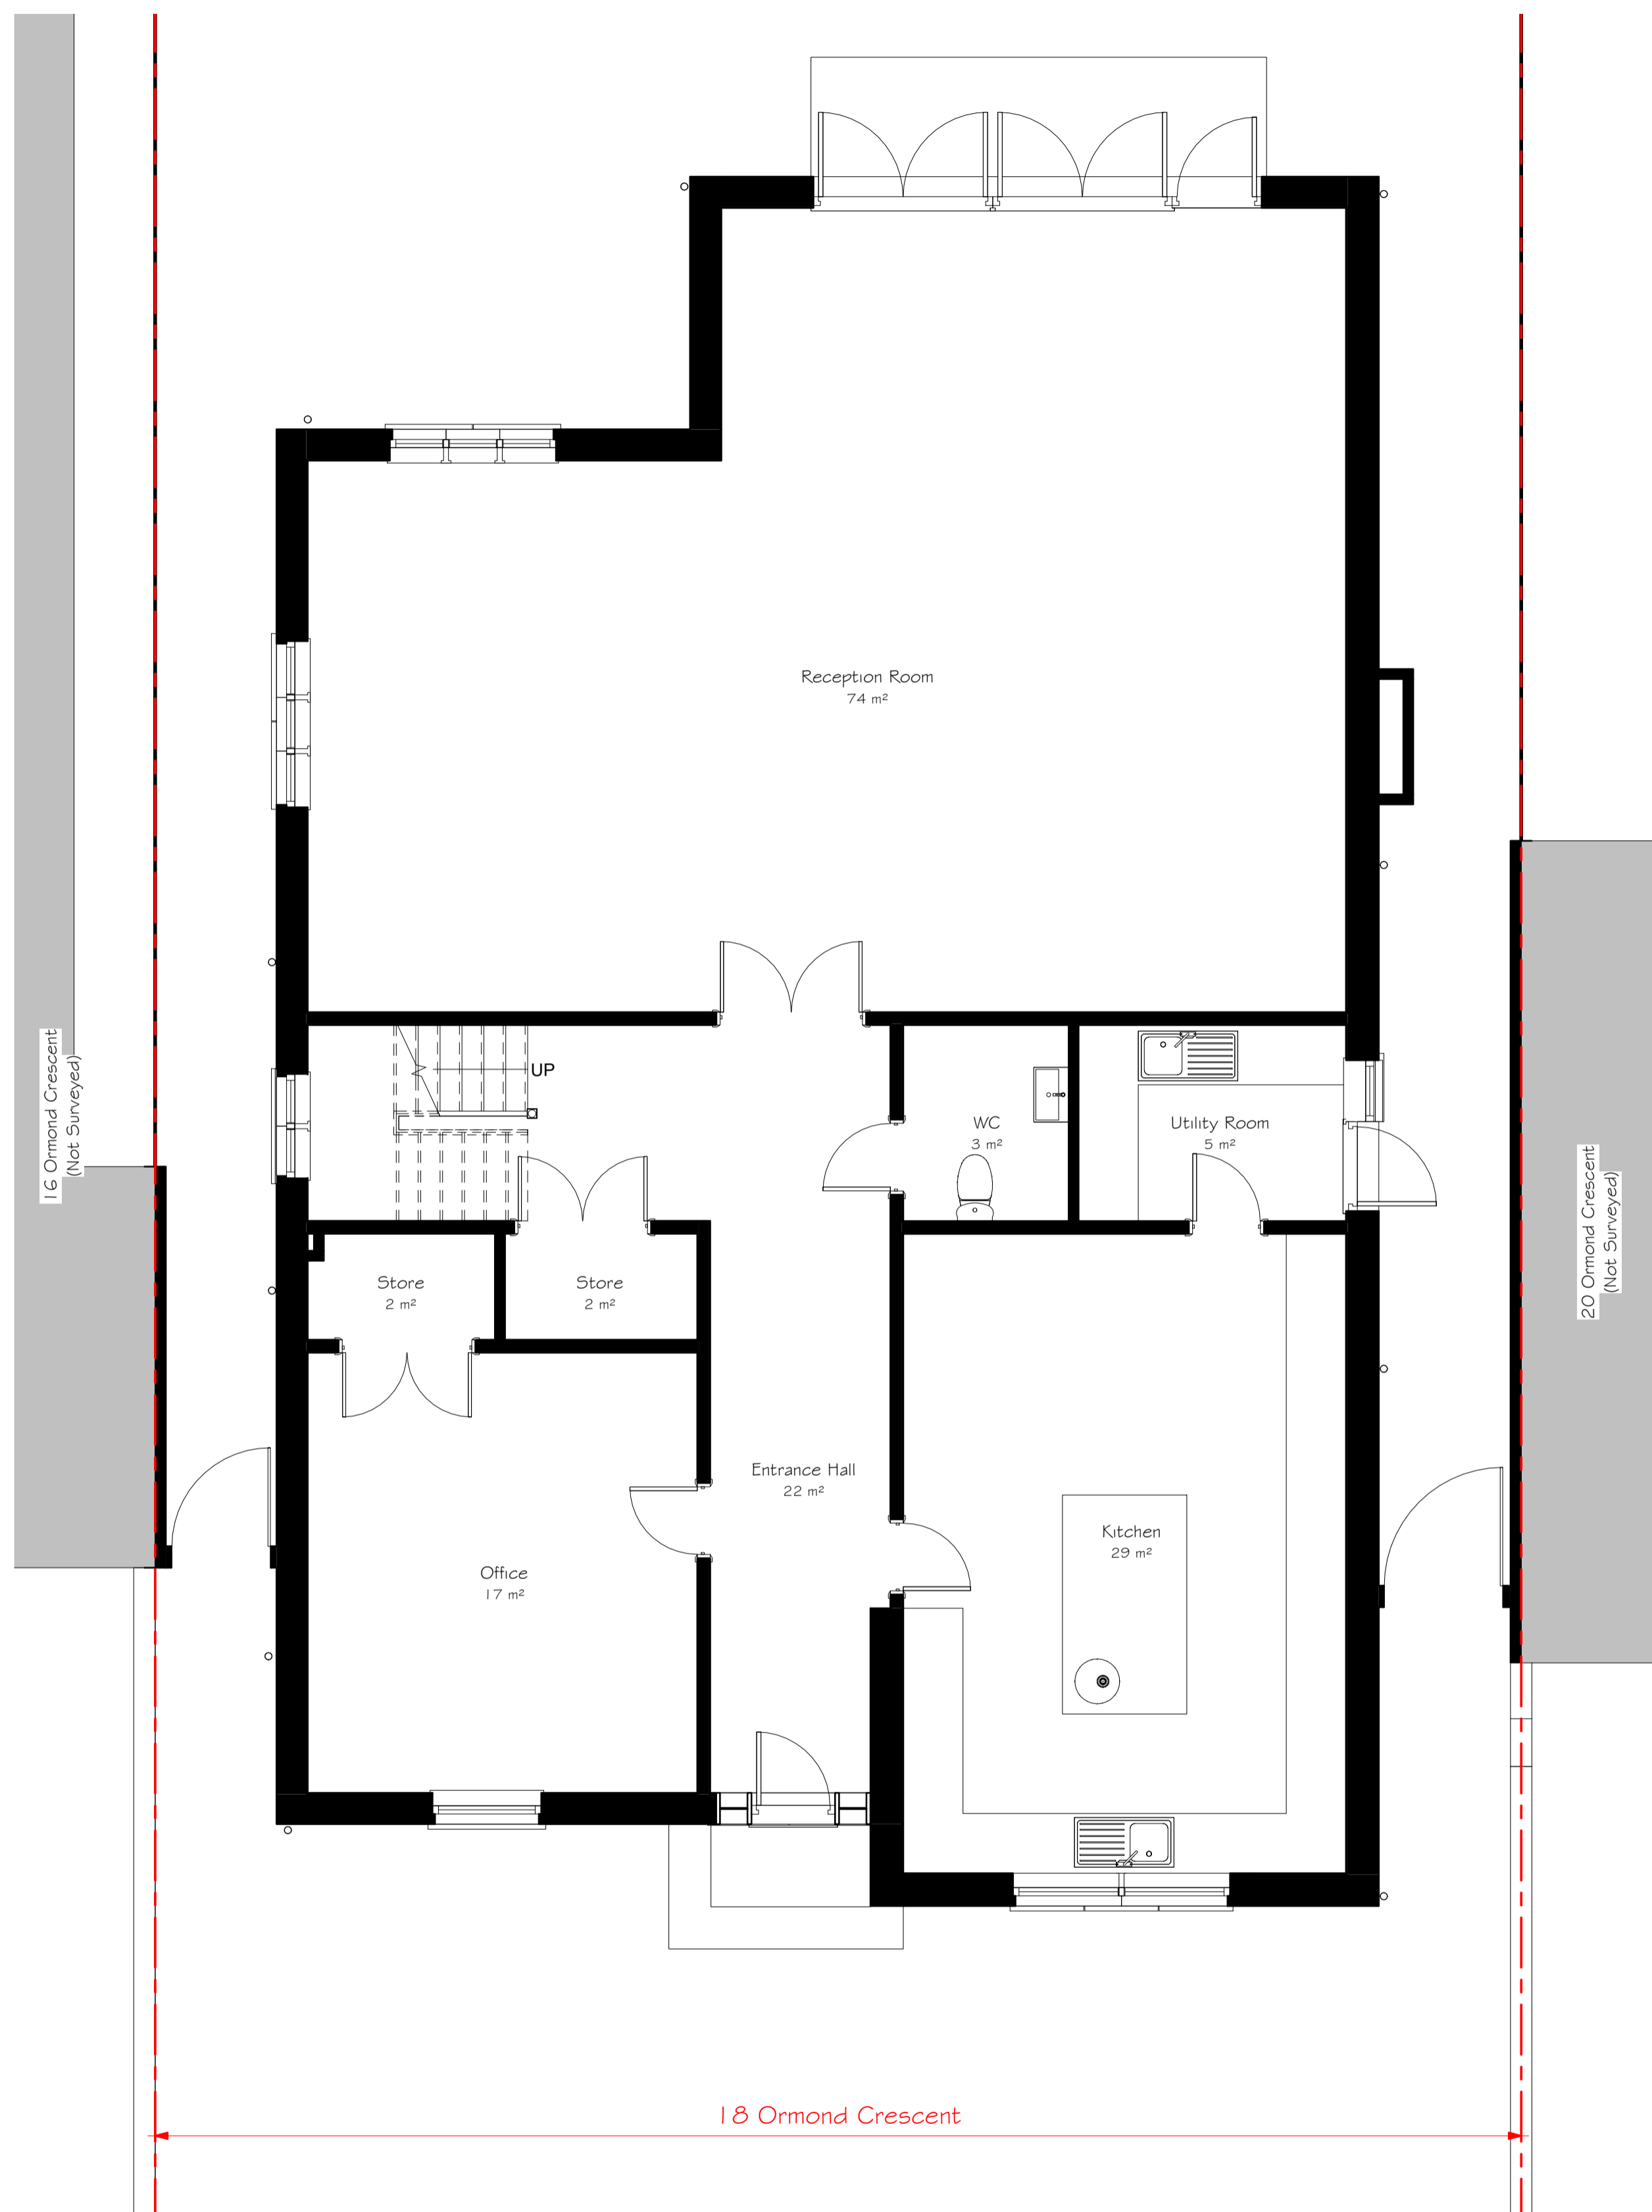 Reception Room
74 m²
16 Ormond Crescent
(Not Surveyed)
UP
WC
3 m²
Utility Room
5 m²
20 Ormond Crescent
(Not Surveyed)
Store
2 m²
Store
2 m²
Entrance Hall
22 m²
Kitchen
29 m²
Office
17 m²
18 Ormond Crescent